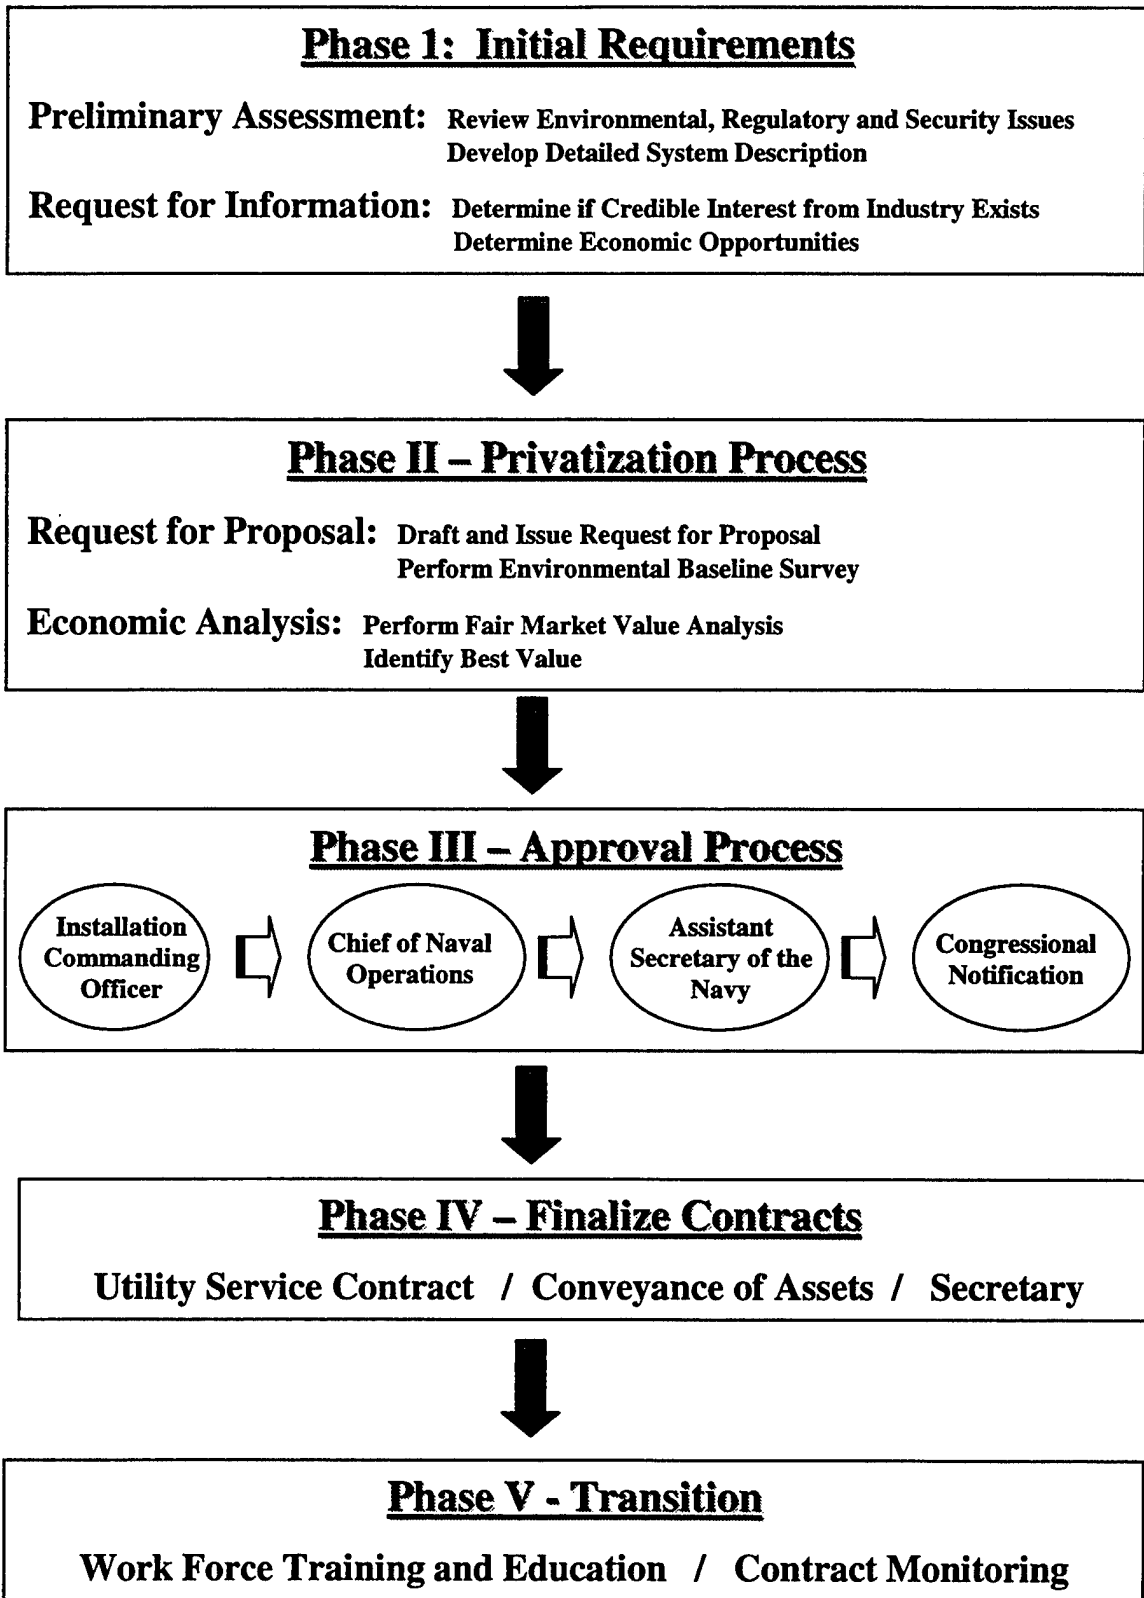 Phase 1: Initial Requirements
Preliminary Assessment: Review Environmental, Regulatory and Security Issues
Develop Detailed System Description
Request for Information: Determine if Credible Interest from Industry Exists
Determine Economic Opportunities
Phase II – Privatization Process
Request for Proposal: Draft and Issue Request for Proposal
Perform Environmental Baseline Survey
Economic Analysis: Perform Fair Market Value Analysis
Identify Best Value
Phase III – Approval Process
Installation
Commanding
Officer
Chief of Naval
Operations
Assistant
Secretary of the
Navy
Congressional
Notification
Phase IV – Finalize Contracts
Utility Service Contract / Conveyance of Assets / Secretary
Phase V - Transition
Work Force Training and Education / Contract Monitoring